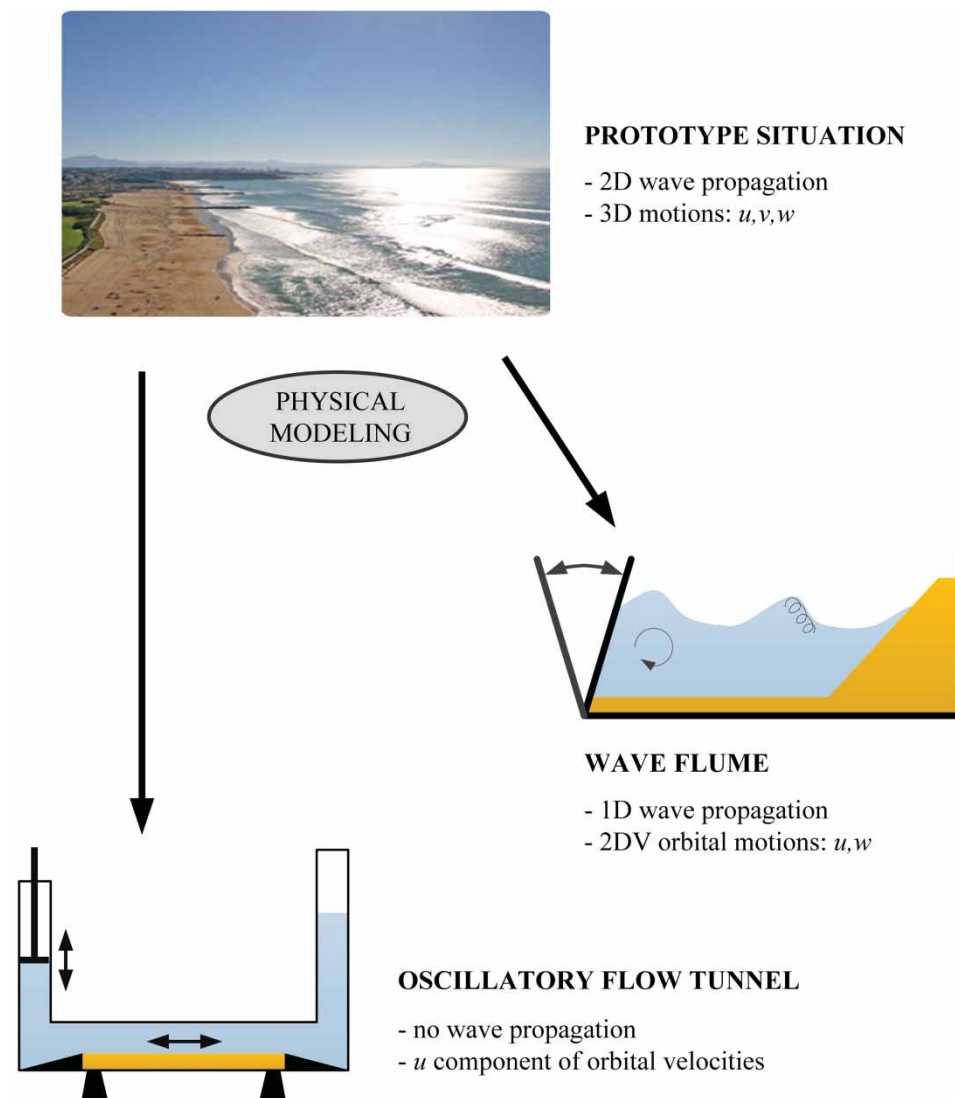 PROTOTYPE SITUATION
- 2D wave propagation
- 3D motions: u,v,w
PHYSICAL
MODELING
WAVE FLUME
- 1D wave propagation
- 2DV orbital motions: u,w
OSCILLATORY FLOW TUNNEL
- no wave propagation
- u component of orbital velocities